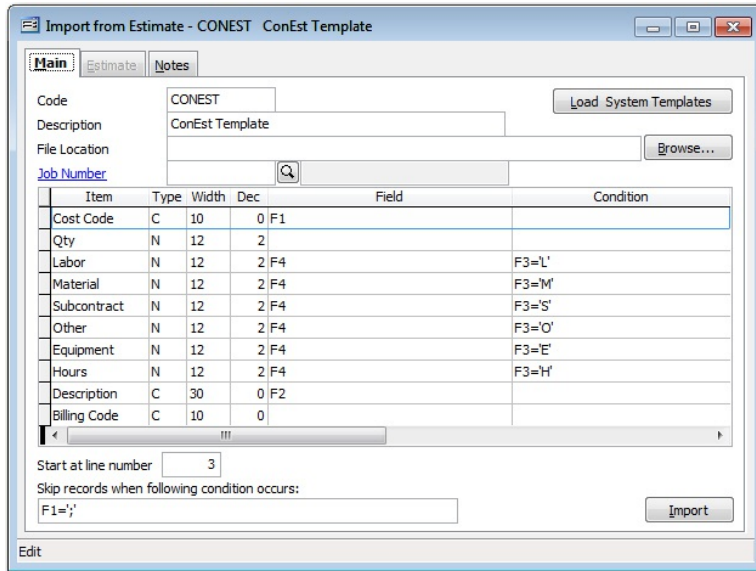 Import from Estimate - CONEST   ConEst Template
Main Estimate Notes
Code CONEST Load System Templates
Description ConEst Template
File Location Browse...
Job Number
Item Type Width Dec Field Condition
Cost Code C 10 0 F1
Qty N 12 2
Labor N 12 2 F4 F3='L'
Material N 12 2 F4 F3='M'
Subcontract N 12 2 F4 F3='S'
Other N 12 2 F4 F3='O'
Equipment N 12 2 F4 F3='E'
Hours N 12 2 F4 F3='H'
Description C 30 0 F2
Billing Code C 10 0
Start at line number 3
Skip records when following condition occurs:
F1=';' Import
Edit